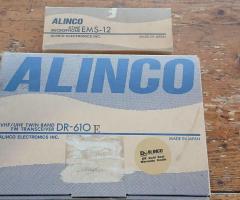 ALINCO
MICROPHONE EMS-12
ALINCO ELECTRONICS INC.
MADE IN JAPAN
ALINCO
VHF/UHF TWIN BAND
FM TRANSCEIVER DR-610 E
ALINCO ELECTRONICS INC.
MADE IN JAPAN
ALINCO